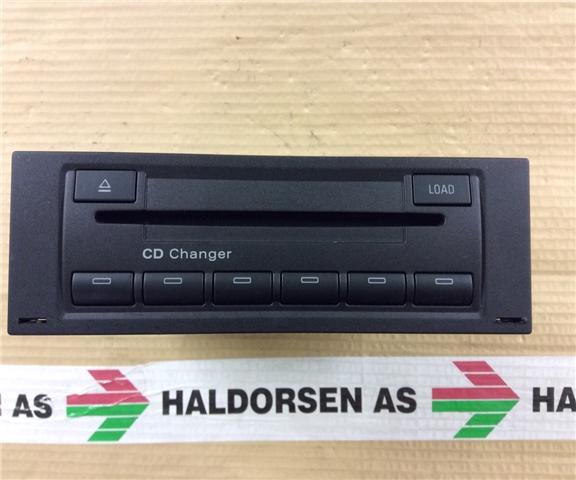 LOAD
CD Changer
AS HALDORSEN AS HA